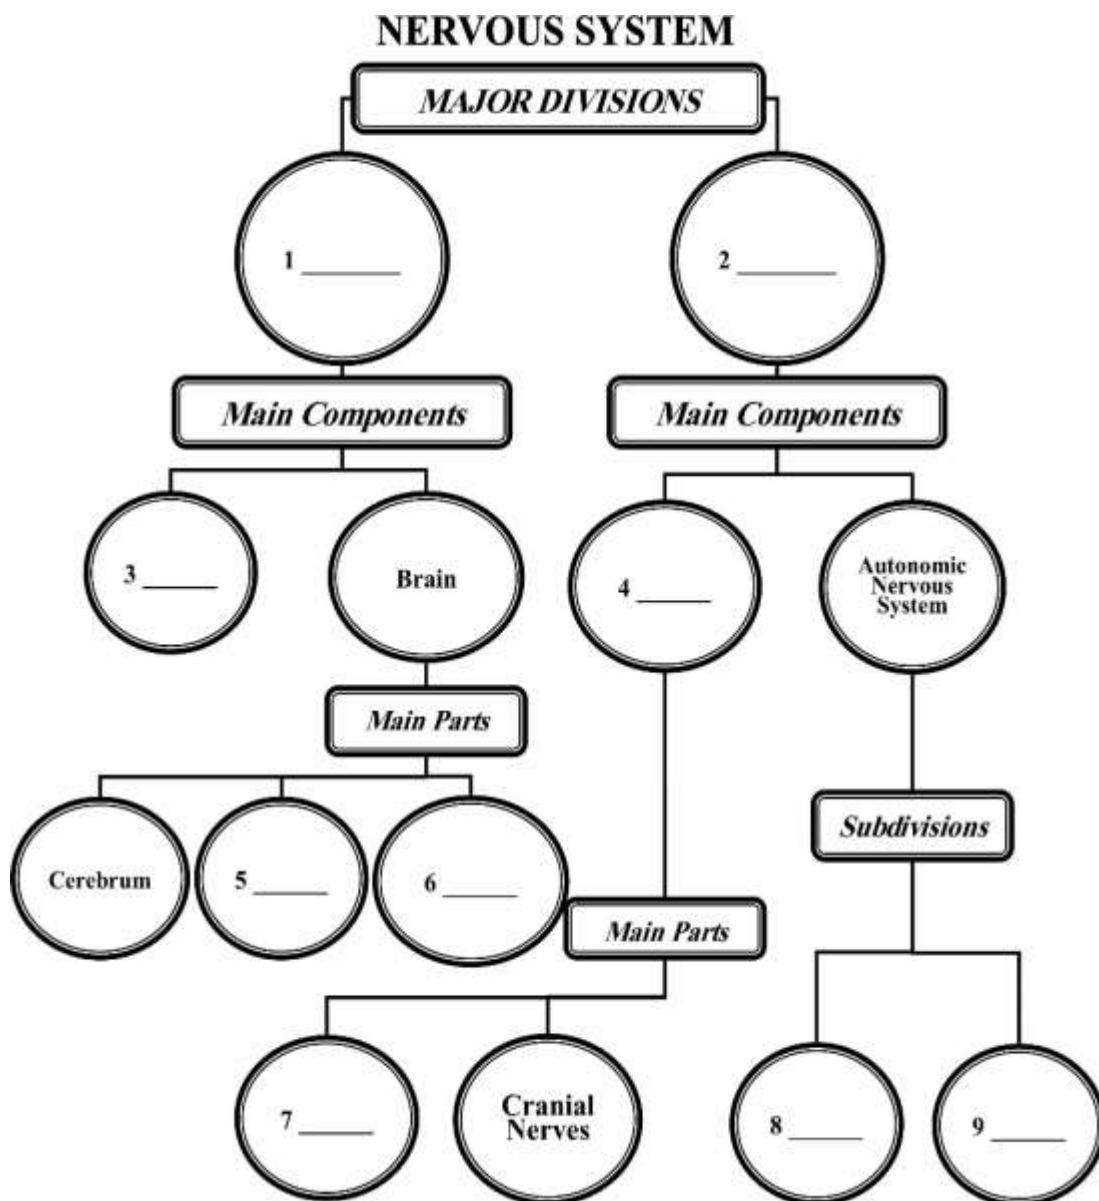 NERVOUS SYSTEM
MAJOR DIVISIONS
1 ________
2 ________
Main Components
Main Components
3 ______
Brain
4 ______
Autonomic
Nervous
System
Main Parts
Subdivisions
Cerebrum
5 ______
6 ______
Main Parts
7 ______
Cranial
Nerves
8 ______
9 ______